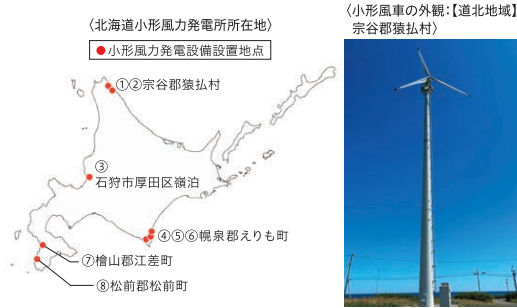 〈北海道小形風力発電所所在地〉
●小形風力発電設備設置地点
①②宗谷郡猿払村
③
石狩市厚田区嶺泊
④⑤⑥幌泉郡えりも町
⑦檜山郡江差町
⑧松前郡松前町
〈小形風車の外観:【道北地域】
宗谷郡猿払村〉